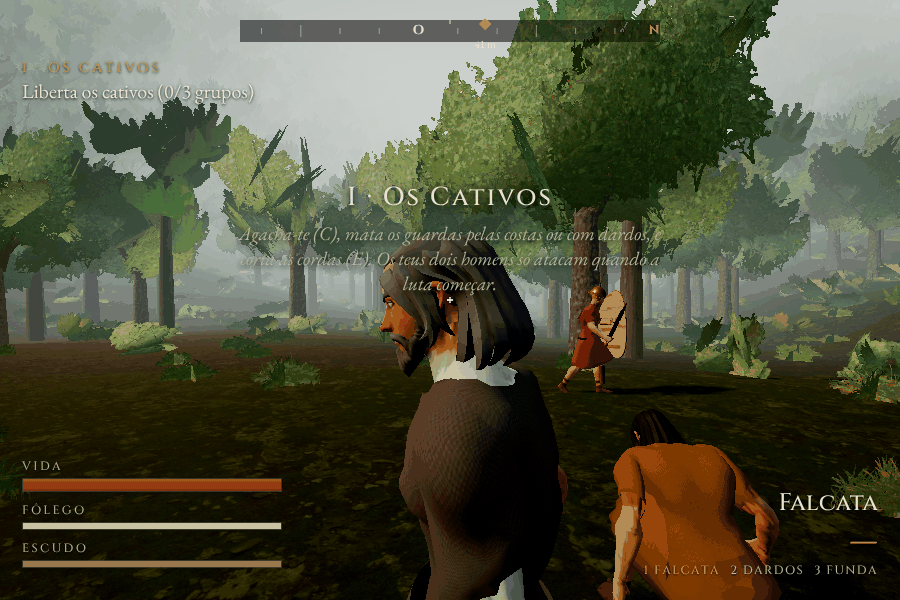 O N
41m
I · OS CATIVOS
Liberta os cativos (0/3 grupos)
I · Os Cativos
Agacha-te (C), mata os guardas pelas costas ou com dardos, e
corta-as cordas (E). Os teus dois homens só atacam quando a
luta começar.
VIDA
FÔLEGO
ESCUDO
FALCATA
1 FALCATA 2 DARDOS 3 FUNDA